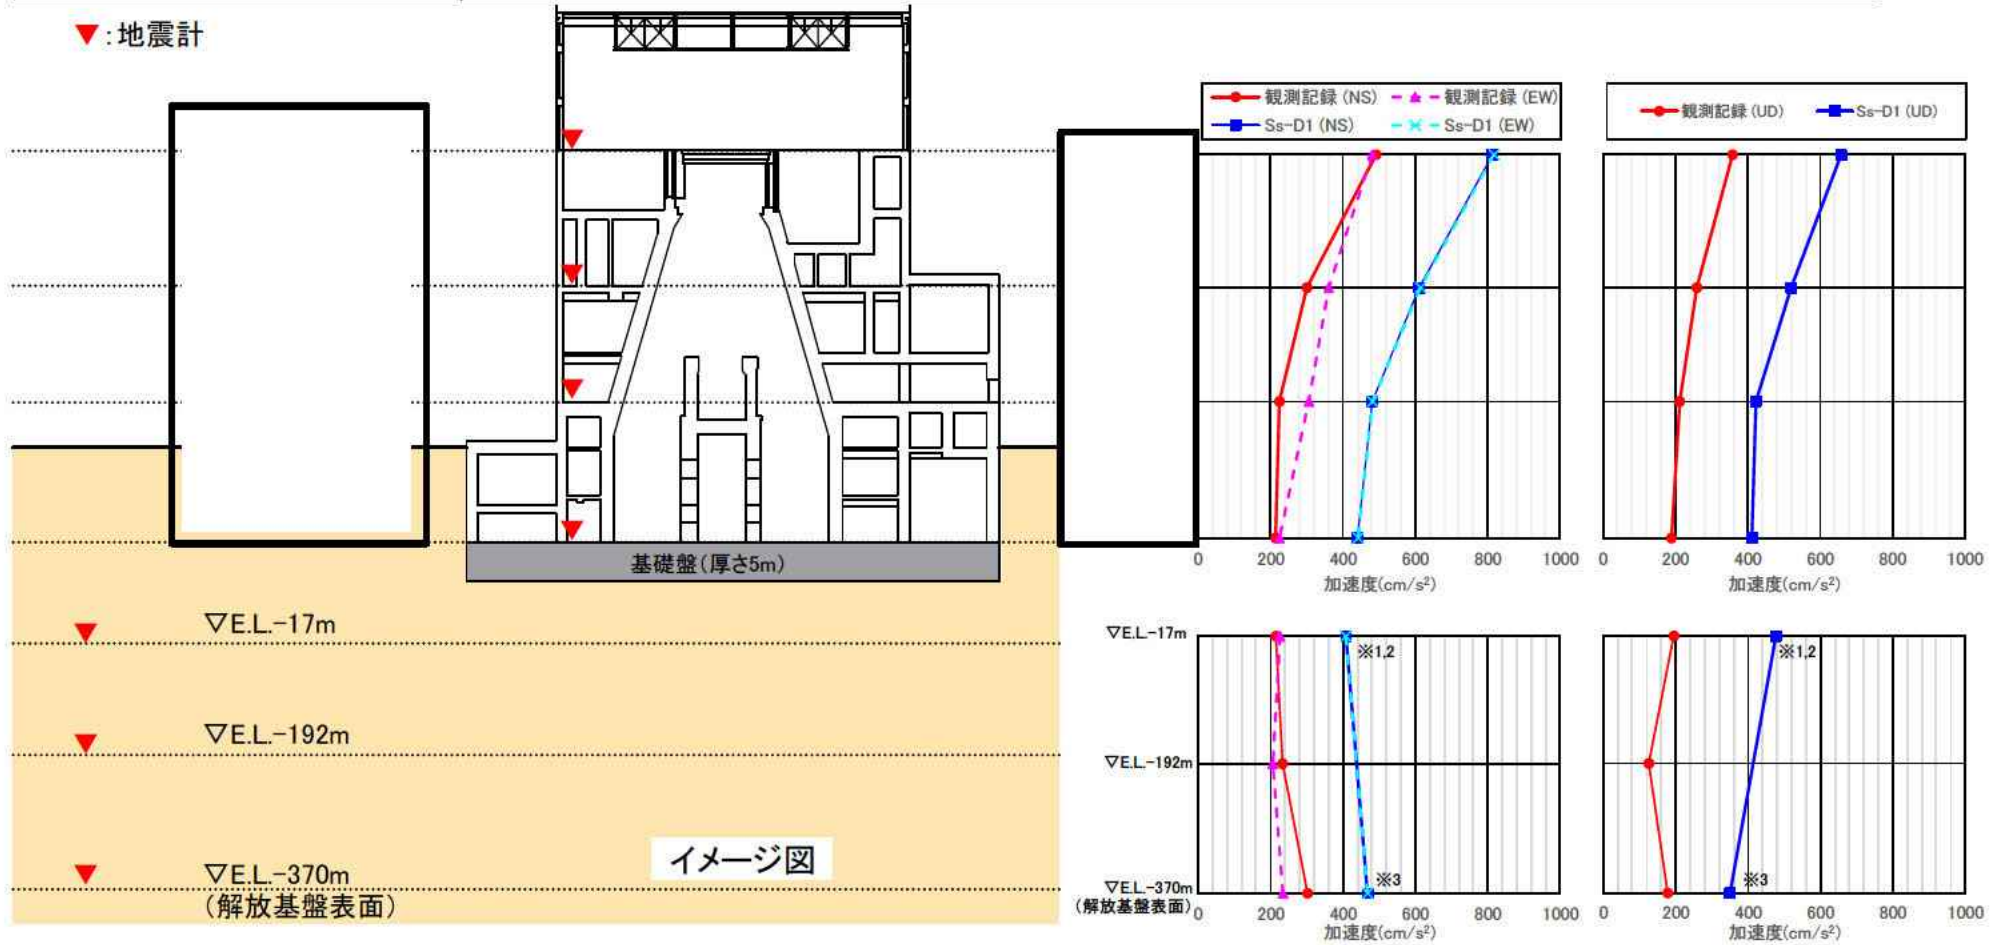 ▼:地震計
観測記録(NS) 観測記録(EW)
Ss-D1(NS) Ss-D1(EW)
観測記録(UD) Ss-D1(UD)
基礎盤(厚さ5m)
0 200 400 600 800 1000
加速度(cm/s²)
0 200 400 600 800 1000
加速度(cm/s²)
▽E.L.-17m
▽E.L.-192m
▽E.L.-370m
(解放基盤表面)
イメージ図
▽E.L.-17m
※1,2
▽E.L.-192m
※3
▽E.L.-370m
(解放基盤表面)
0 200 400 600 800 1000
加速度(cm/s²)
※1,2
※3
0 200 400 600 800 1000
加速度(cm/s²)